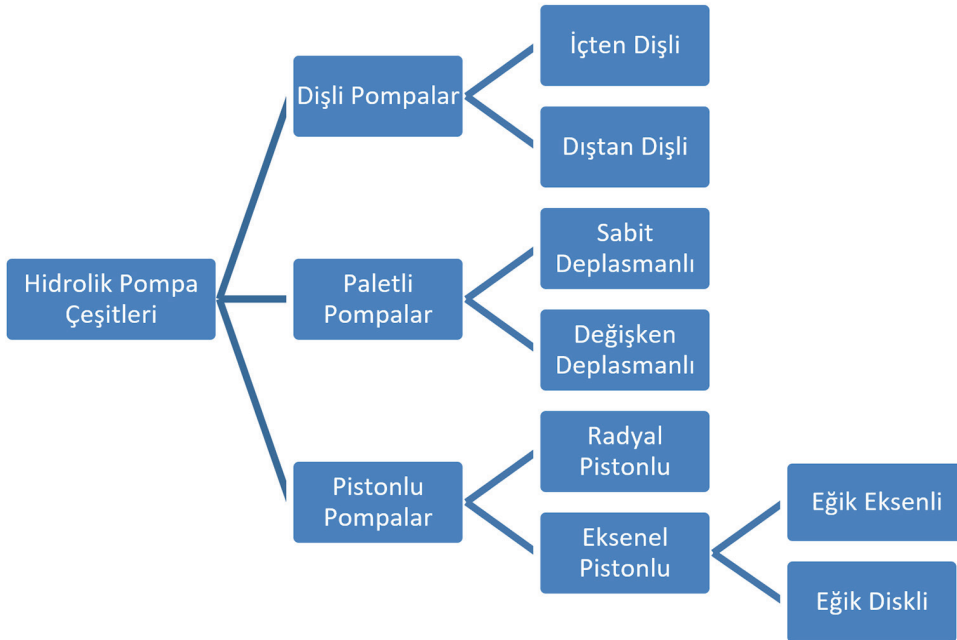 Hidrolik Pompa
Çeşitleri
Dişli Pompalar
İçten Dişli
Dıştan Dişli
Paletli
Pompalar
Sabit
Deplasmanlı
Değişken
Deplasmanlı
Pistonlu
Pompalar
Radyal
Pistonlu
Eksenel
Pistonlu
Eğik Eksenli
Eğik Diskli